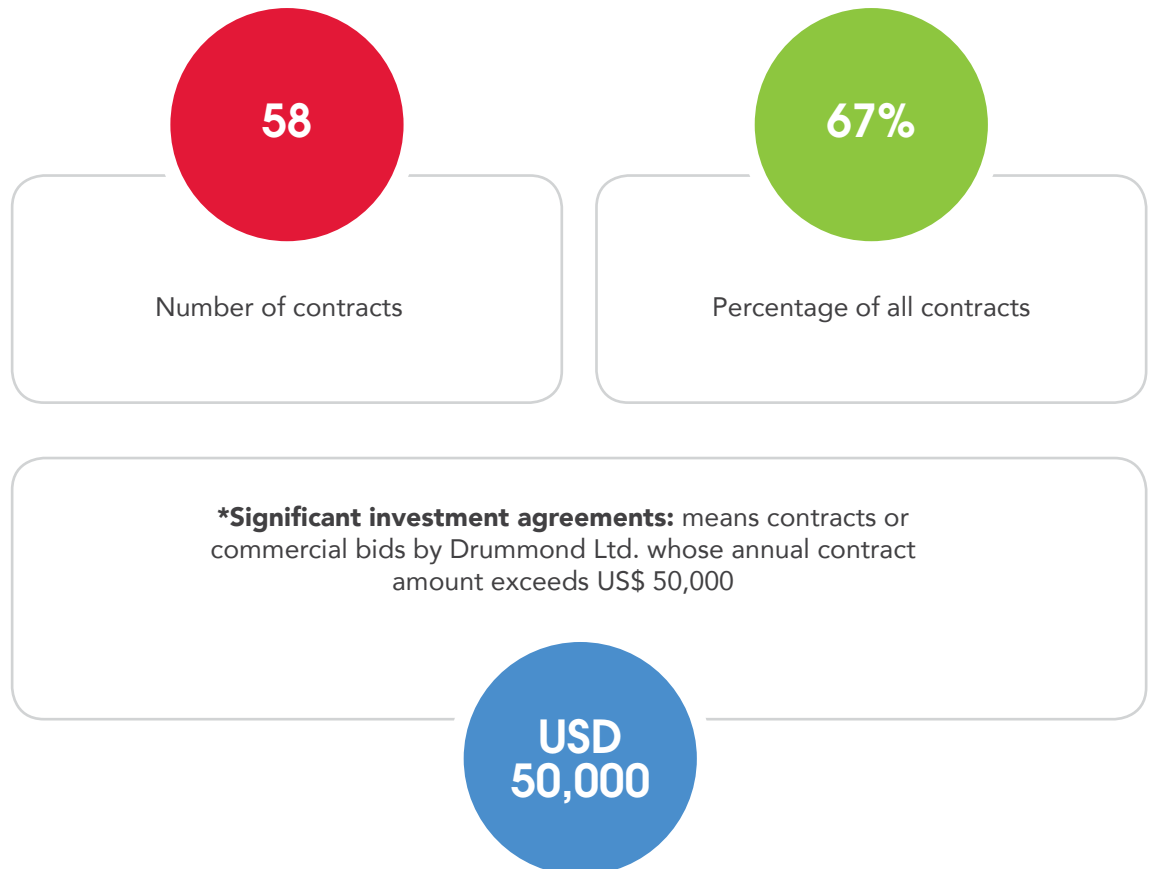 58
67%
Number of contracts
Percentage of all contracts
*Significant investment agreements: means contracts or
commercial bids by Drummond Ltd. whose annual contract
amount exceeds US$ 50,000
USD
50,000